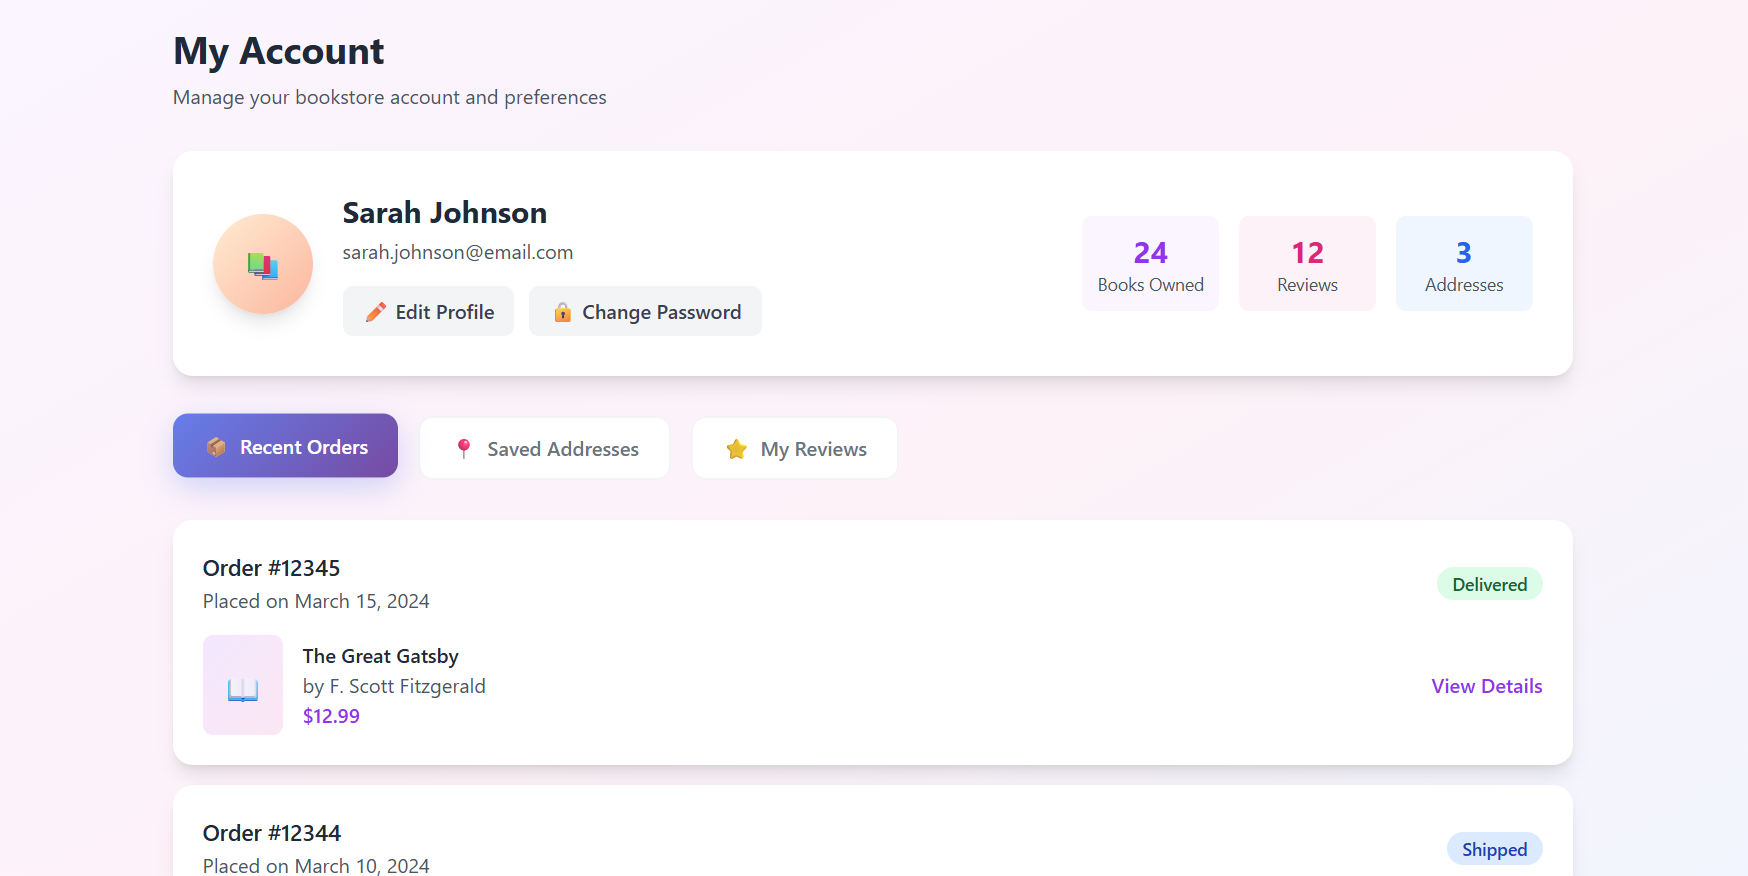 My Account
Manage your bookstore account and preferences
Sarah Johnson
sarah.johnson@email.com
Edit Profile
Change Password
24
Books Owned
12
Reviews
3
Addresses
Recent Orders
Saved Addresses
My Reviews
Order #12345
Placed on March 15, 2024
Delivered
The Great Gatsby
by F. Scott Fitzgerald
$12.99
View Details
Order #12344
Placed on March 10, 2024
Shipped